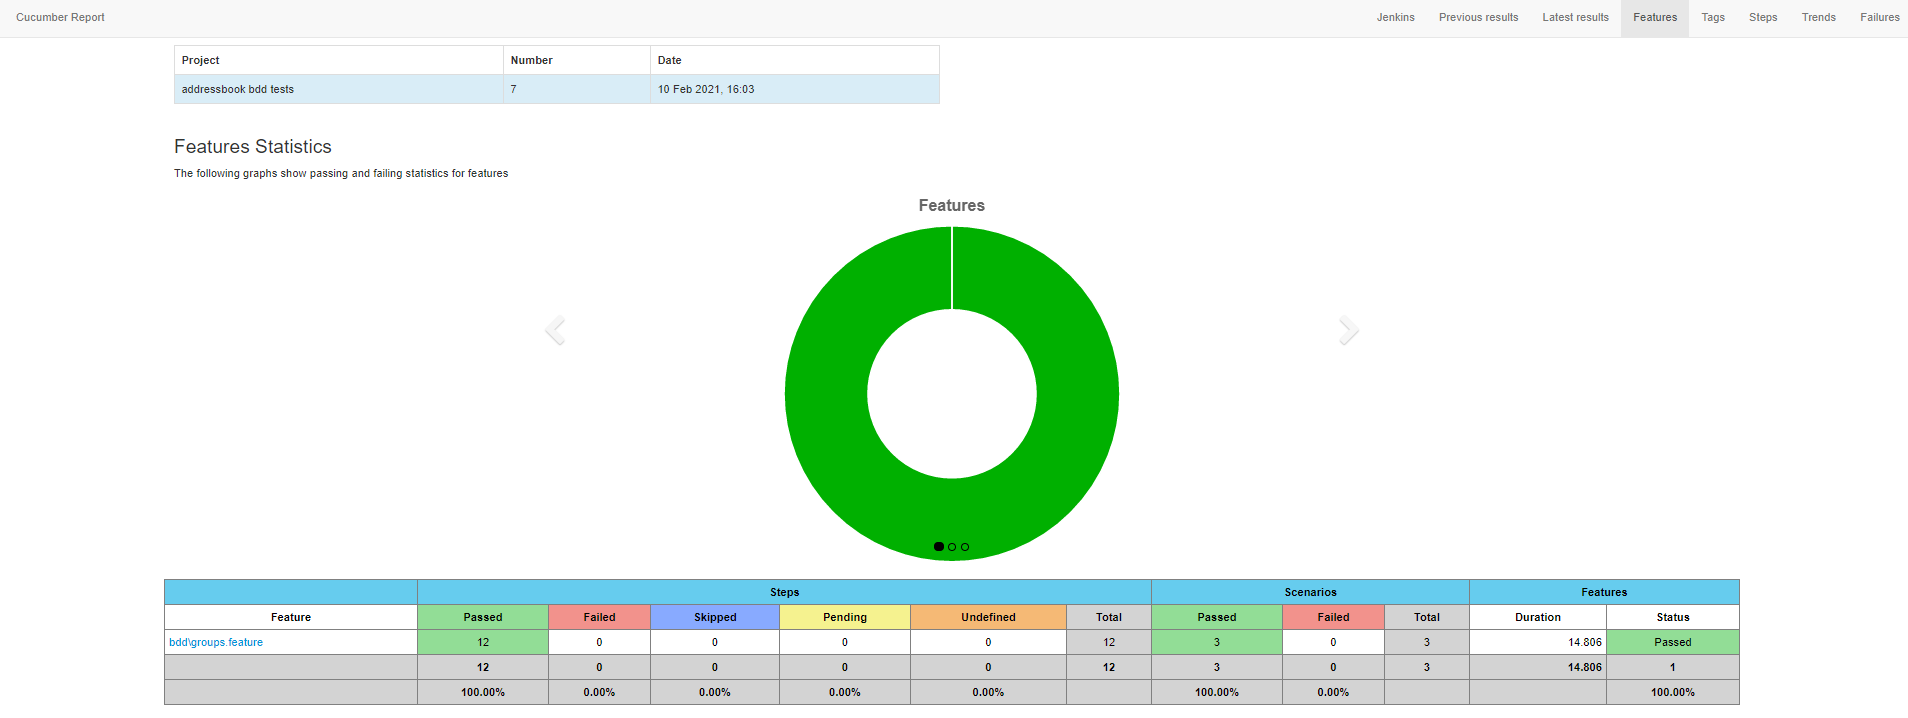 Cucumber Report Jenkins Previous results Latest results Features Tags Steps Trends Failures
Project Number Date
addressbook bdd tests 7 10 Feb 2021, 16:03
Features Statistics
The following graphs show passing and failing statistics for features
Features
Steps Scenarios Features
Feature Passed Failed Skipped Pending Undefined Total Passed Failed Total Duration Status
bdd\groups.feature 12 0 0 0 0 12 3 0 3 14.806 Passed
12 0 0 0 0 12 3 0 3 14.806 1
100.00% 0.00% 0.00% 0.00% 0.00% 100.00% 0.00% 100.00%